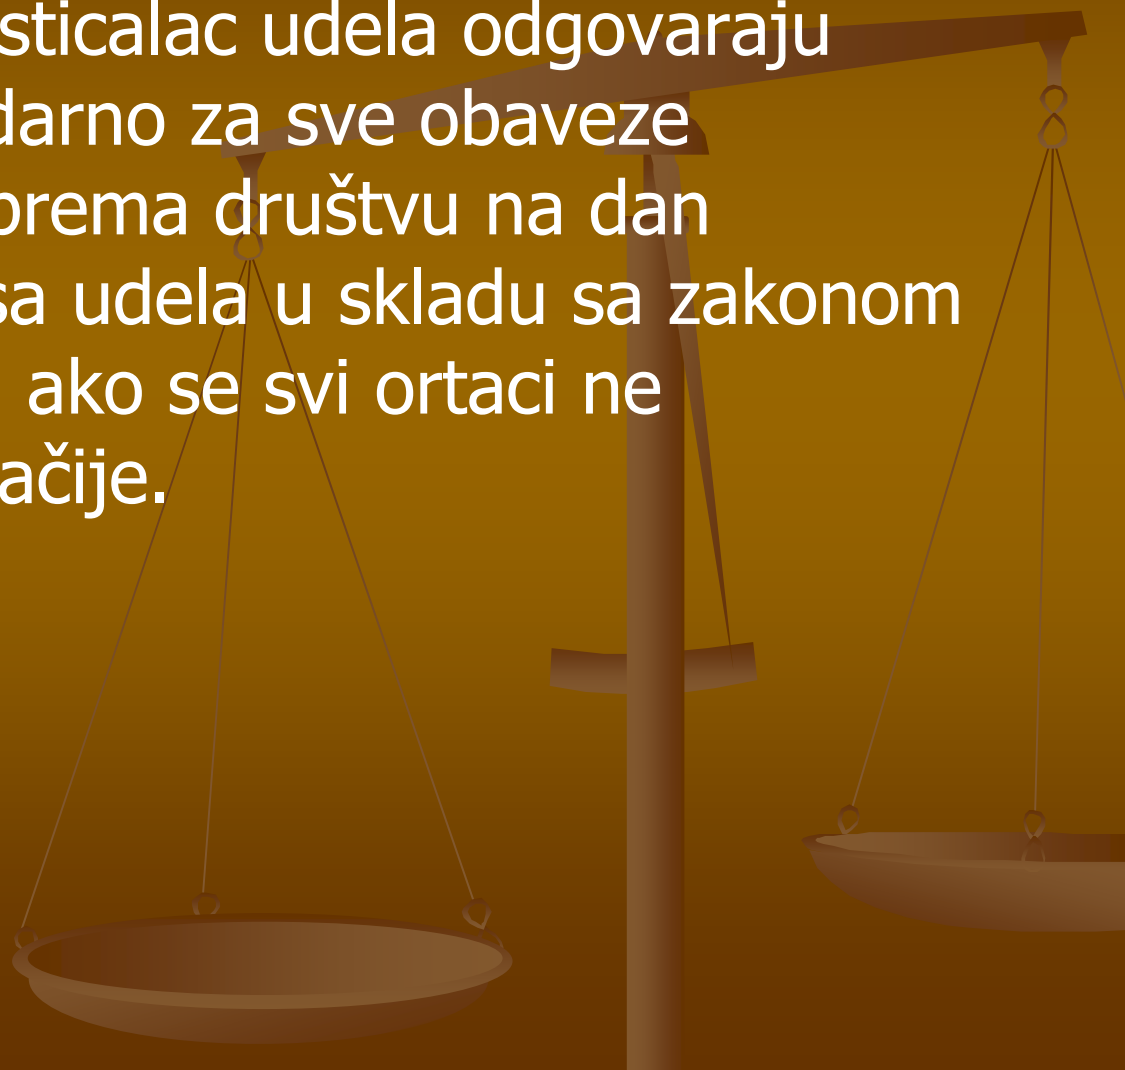 sticalac udela odgovaraju
darno za sve obaveze
prema društvu na dan
sa udela u skladu sa zakonom
ako se svi ortaci ne
ačije.